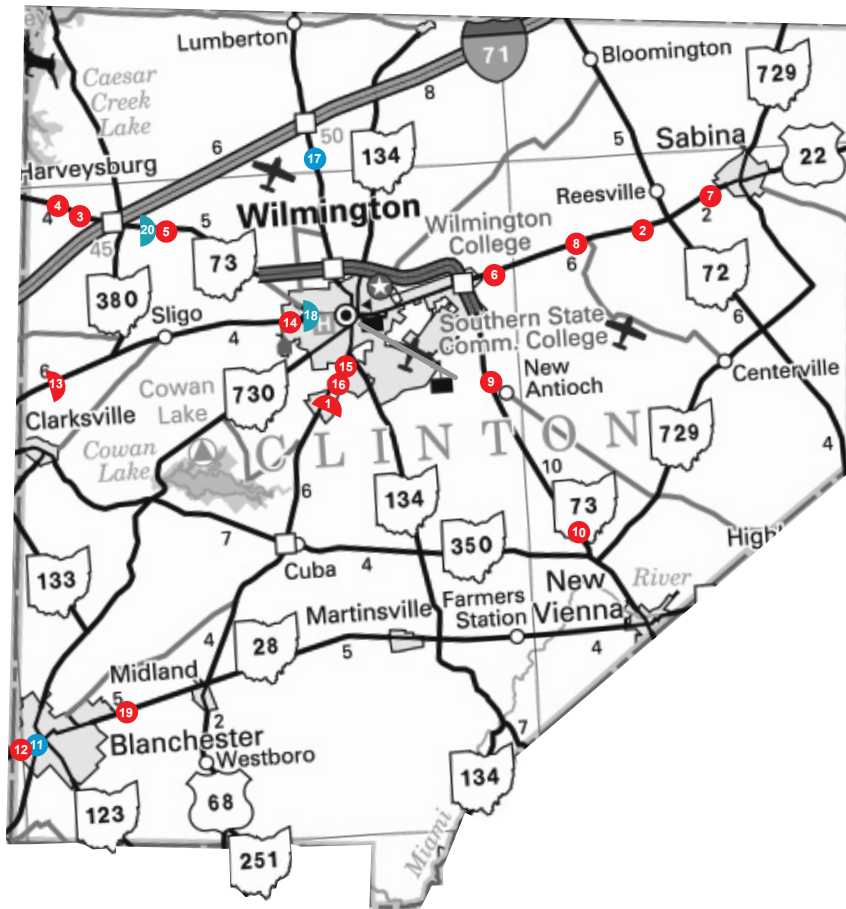 Lumberton
71
Bloomington
729
Caesar
Creek
Lake
8
5
Sabina
6
50
134
22
17
Harveysburg
Reesville
7
4
Wilmington
Wilmington
College
2
4
3
20
5
5
2
8
45
73
6
6
72
380
18
14
Southern State
Comm. College
6
Sligo
4
H
15
6
13
16
9
New
Antioch
Centerville
Cowan
Lake
730
1
Clarksville
Cowan
Lake
CLINTON
729
4
10
6
134
73
7
10
350
High
Cuba
4
133
River
New
Vienna
Martinsville
Farmers
Station
4
28
5
4
Midland
5
19
2
Blanchester
7
12
11
Westboro
134
68
123
251
Miami